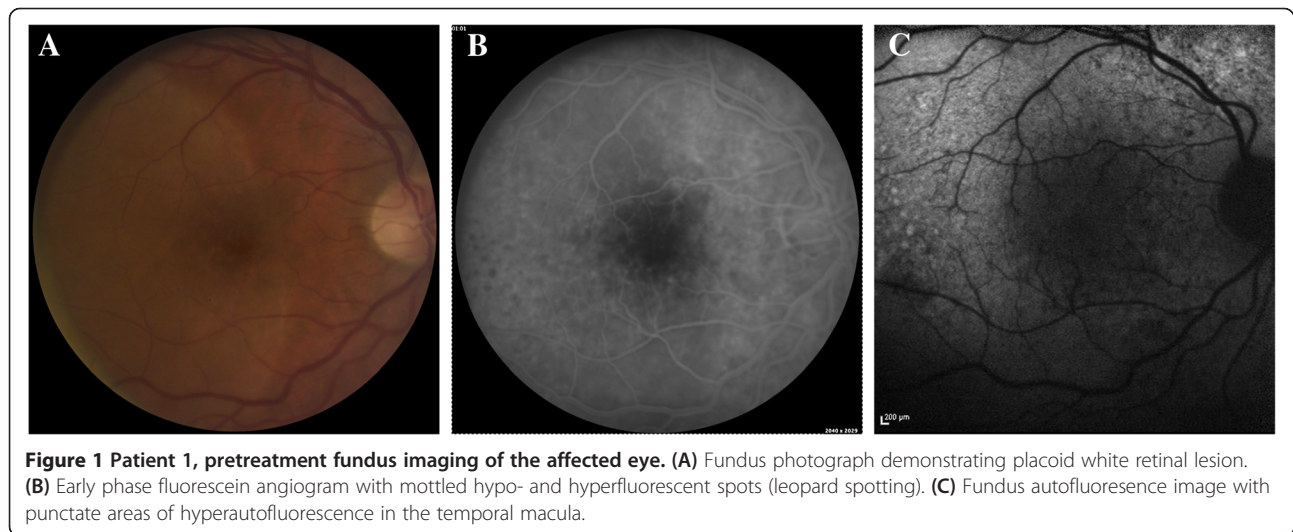 A
B
C
01:01
2040 x 2029
200 µm
Figure 1 Patient 1, pretreatment fundus imaging of the affected eye. (A) Fundus photograph demonstrating placoid white retinal lesion.
(B) Early phase fluorescein angiogram with mottled hypo- and hyperfluorescent spots (leopard spotting). (C) Fundus autofluoresence image with
punctate areas of hyperautofluorescence in the temporal macula.